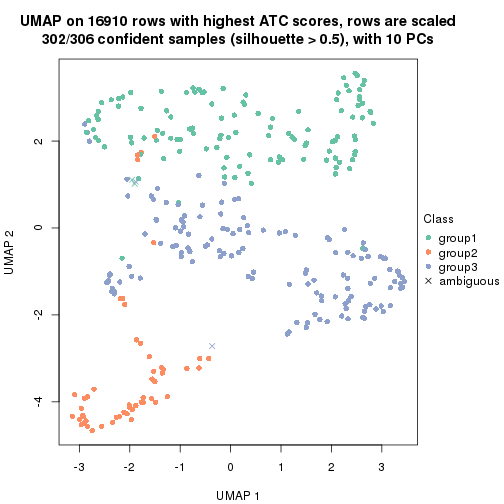 UMAP on 16910 rows with highest ATC scores, rows are scaled
302/306 confident samples (silhouette > 0.5), with 10 PCs
2
0
-2
-4
UMAP 2
-3 -2 -1 0 1 2 3
UMAP 1
Class
group1
group2
group3
ambiguous